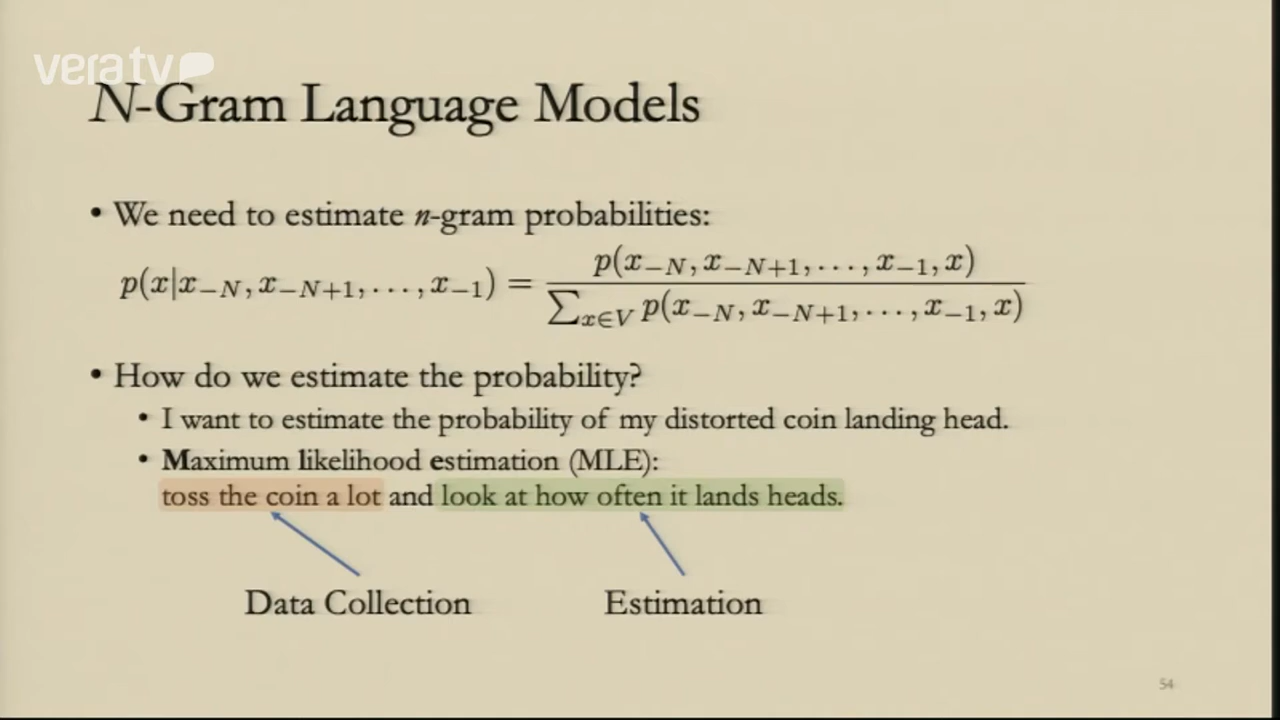 vera tv
N-Gram Language Models
• We need to estimate n-gram probabilities:
p(x|x₋N, x₋N₊₁, . . . , x₋₁) = p(x₋N, x₋N₊₁, . . . , x₋₁, x) / ∑x∈V p(x₋N, x₋N₊₁, . . . , x₋₁, x)
• How do we estimate the probability?
• I want to estimate the probability of my distorted coin landing head.
• Maximum likelihood estimation (MLE):
toss the coin a lot and look at how often it lands heads.
Data Collection Estimation
54